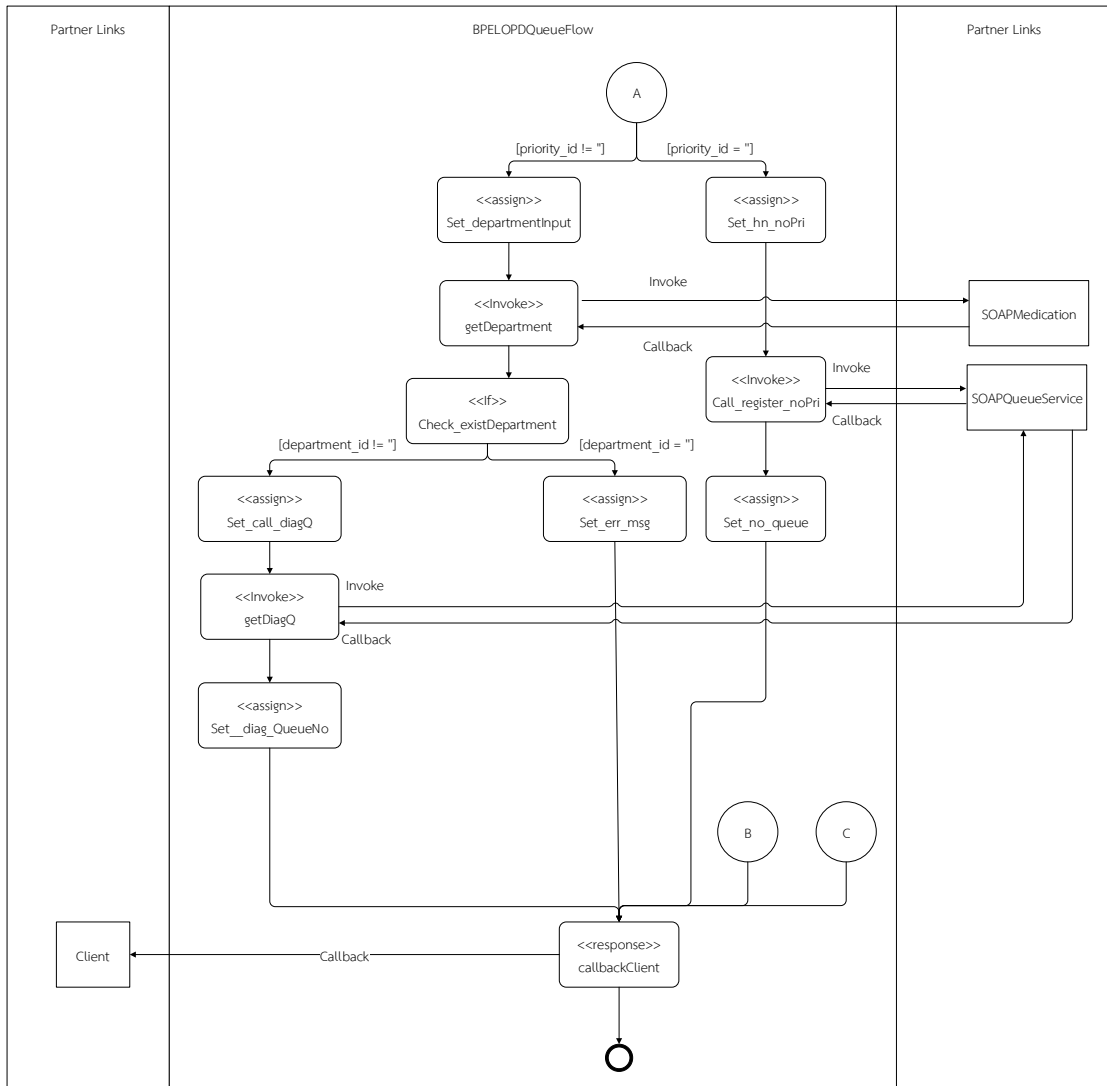 Partner Links
BPELOPDQueueFlow
Partner Links
A
[priority_id != '']
[priority_id = '']
<<assign>>
Set_departmentInput
<<assign>>
Set_hn_noPri
Invoke
<<Invoke>>
getDepartment
SOAPMedication
Callback
<<Invoke>>
Call_register_noPri
Invoke
Callback
SOAPQueueService
<<If>>
Check_existDepartment
[department_id != '']
[department_id = '']
<<assign>>
Set_call_diagQ
<<assign>>
Set_err_msg
<<assign>>
Set_no_queue
Invoke
<<Invoke>>
getDiagQ
Callback
<<assign>>
Set__diag_QueueNo
B
C
Client
Callback
<<response>>
callbackClient